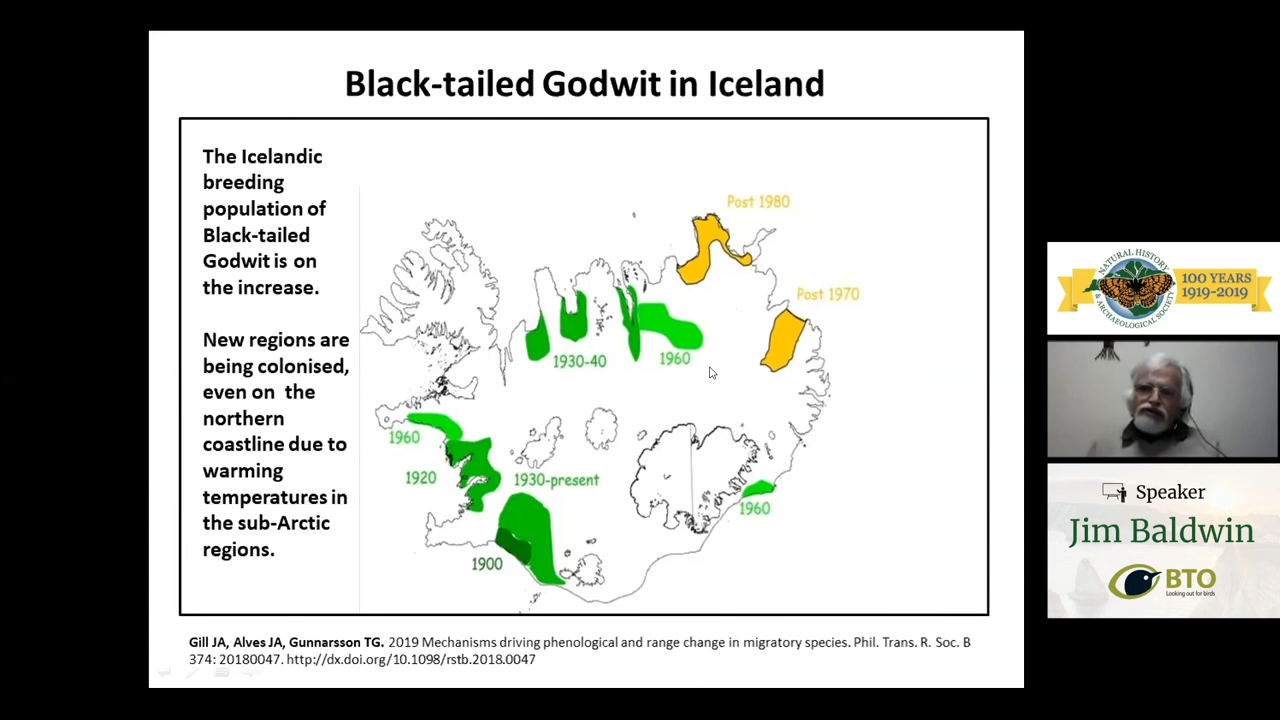 Black-tailed Godwit in Iceland
The Icelandic
breeding
population of
Black-tailed
Godwit is on
the increase.
New regions are
being colonised,
even on the
northern
coastline due to
warming
temperatures in
the sub-Arctic
regions.
Post 1980
Post 1970
1930-40
1960
1960
1920
1930-present
1960
1900
Gill JA, Alves JA, Gunnarsson TG. 2019 Mechanisms driving phenological and range change in migratory species. Phil. Trans. R. Soc. B
374: 20180047. http://dx.doi.org/10.1098/rstb.2018.0047
NATURAL HISTORY
& ARCHAEOLOGICAL SOCIETY
100 YEARS
1919-2019
Speaker
Jim Baldwin
BTO
Looking out for birds